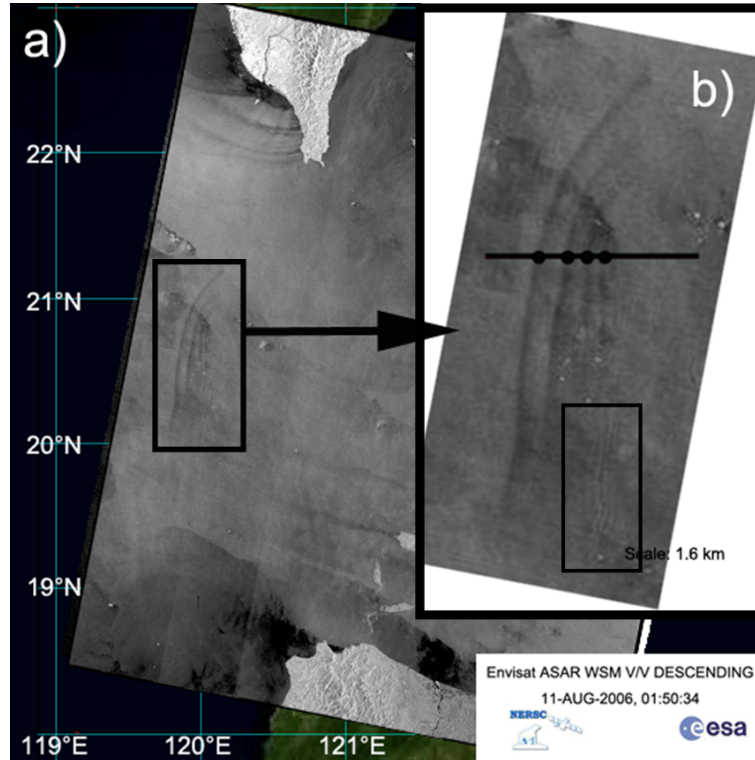 a)
b)
22°N
21°N
20°N
19°N
Scale: 1.6 km
119°E
120°E
121°E
Envisat ASAR WSM V/V DESCENDING
11-AUG-2006, 01:50:34
NERSC
esa